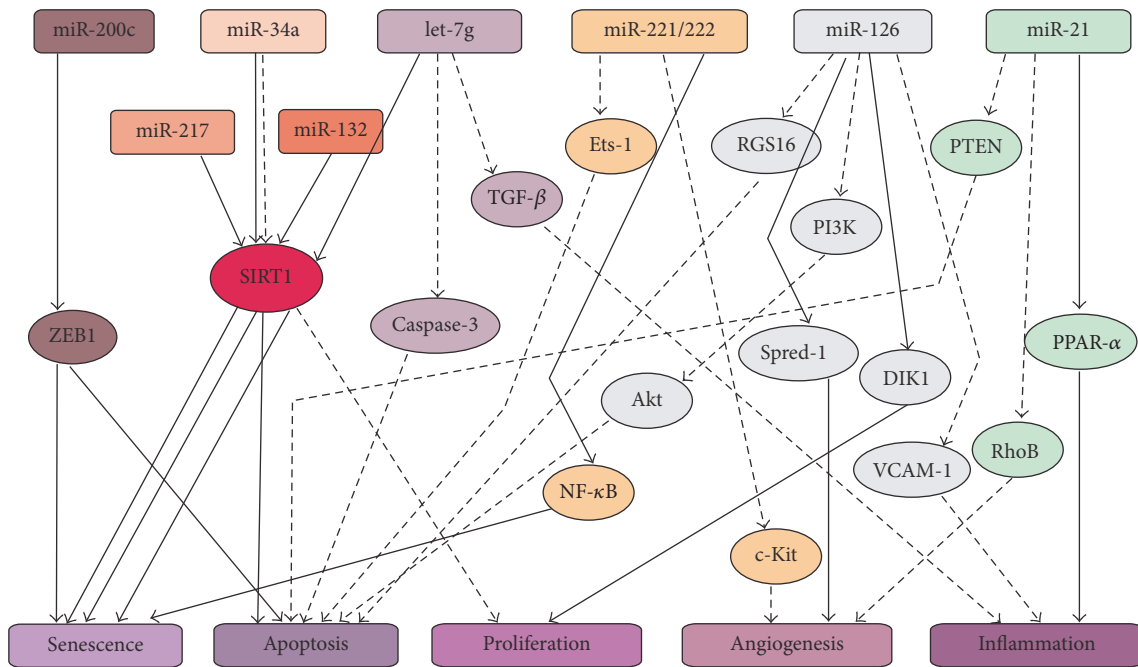 miR-200c
miR-34a
let-7g
miR-221/222
miR-126
miR-21
miR-217
miR-132
Ets-1
RGS16
PTEN
TGF-β
PI3K
SIRT1
Caspase-3
ZEB1
Spred-1
PPAR-α
DIK1
Akt
RhoB
VCAM-1
NF-κB
c-Kit
Senescence
Apoptosis
Proliferation
Angiogenesis
Inflammation